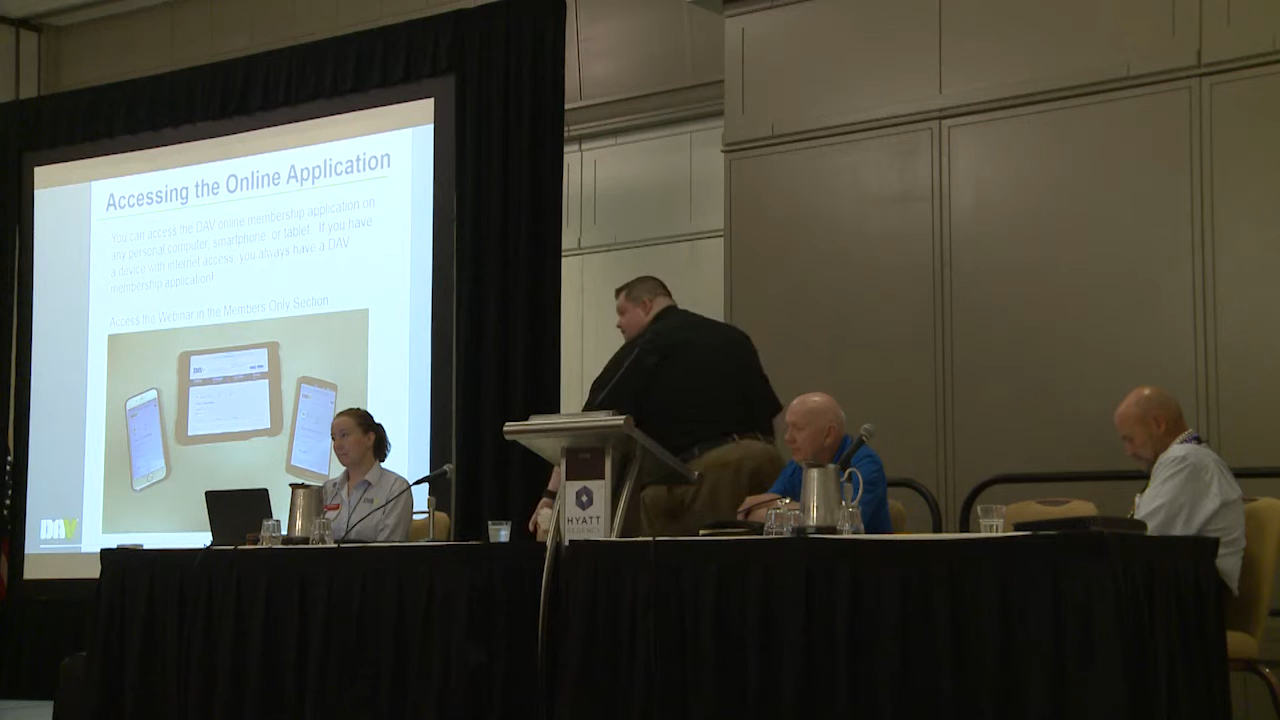 Accessing the Online Application
You can access the DAV online membership application on
any personal computer, smartphone or tablet. If you have
a device with internet access, you always have a DAV
membership application!
Access the Webinar in the Members Only Section
DAV
HYATT
REGENCY